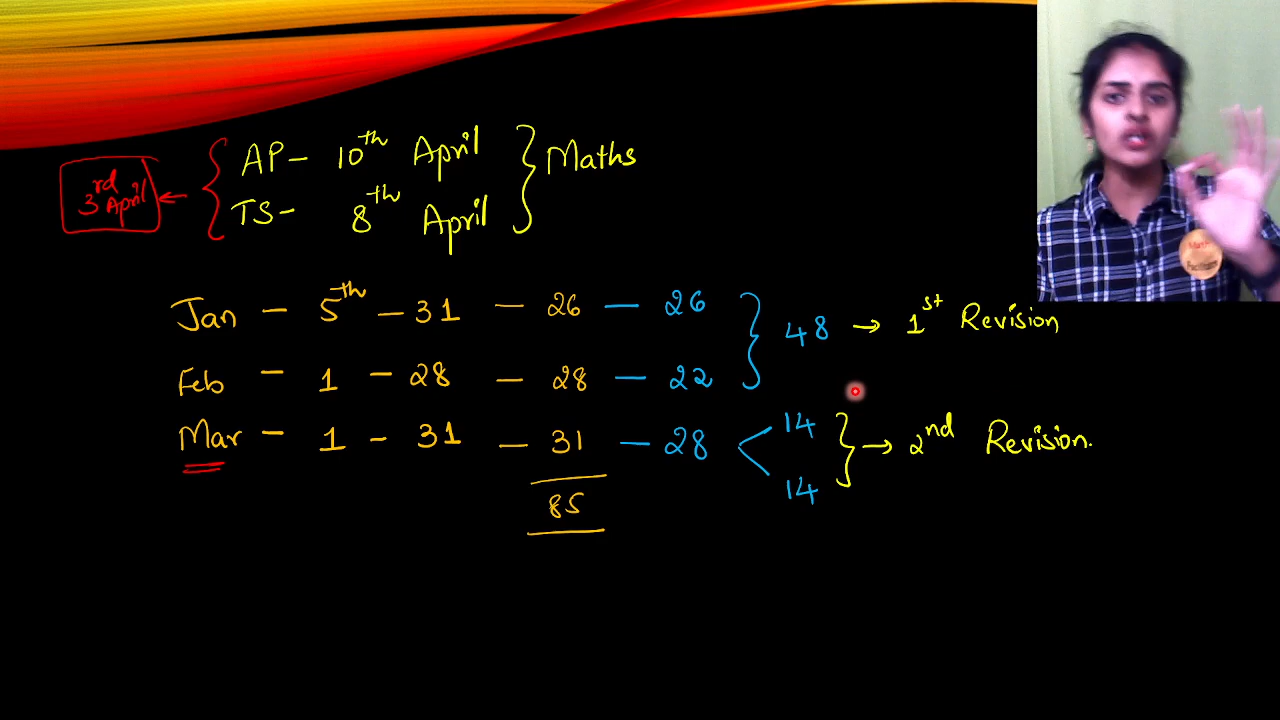 AP - 10th April } Maths
3rd April ← { TS - 8th April
Jan - 5th - 31 - 26 - 26 } 48 → 1st Revision
Feb - 1 - 28 - 28 - 22
Mar - 1 - 31 - 31 - 28 < 14 } → 2nd Revision.
14
85